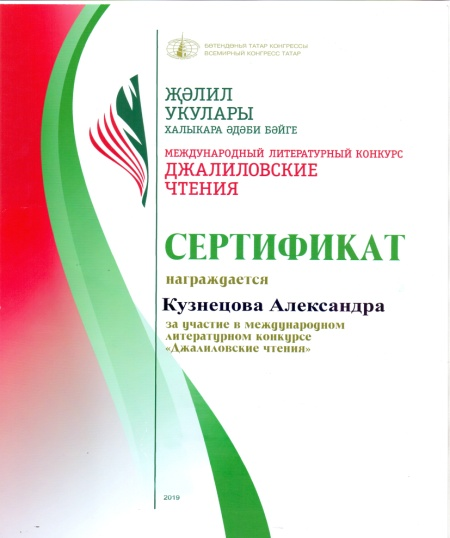 БӨТЕНДӨНЬЯ ТАТАР КОНГРЕССЫ
ВСЕМИРНЫЙ КОНГРЕСС ТАТАР
ҖӘЛИЛ
УКУЛАРЫ
ХАЛЫКАРА ӘДӘБИ БӘЙГЕ
МЕЖДУНАРОДНЫЙ ЛИТЕРАТУРНЫЙ КОНКУРС
ДЖАЛИЛОВСКИЕ
ЧТЕНИЯ
СЕРТИФИКАТ
награждается
Кузнецова Александра
за участие в международном
литературном конкурсе
«Джалиловские чтения»
2019